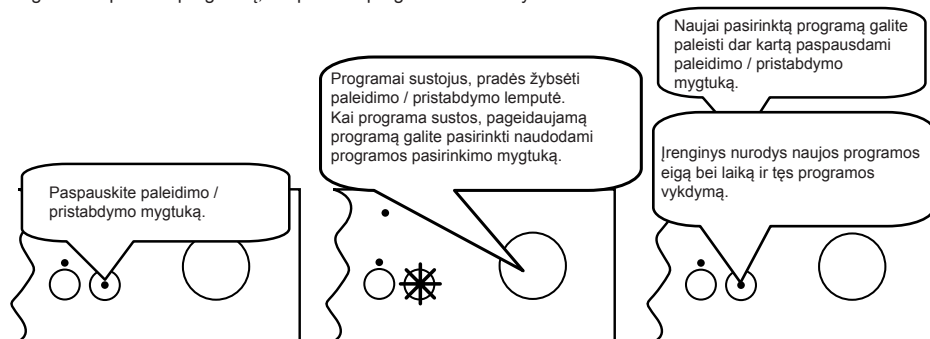 Paspauskite paleidimo /
pristabdymo mygtuką.
Programai sustojus, pradės žybsėti
paleidimo / pristabdymo lemputė.
Kai programa sustos, pageidaujamą
programą galite pasirinkti naudodami
programos pasirinkimo mygtuką.
Naujai pasirinktą programą galite
paleisti dar kartą paspausdami
paleidimo / pristabdymo
mygtuką.
Įrenginys nurodys naujos programos
eigą bei laiką ir tęs programos
vykdymą.